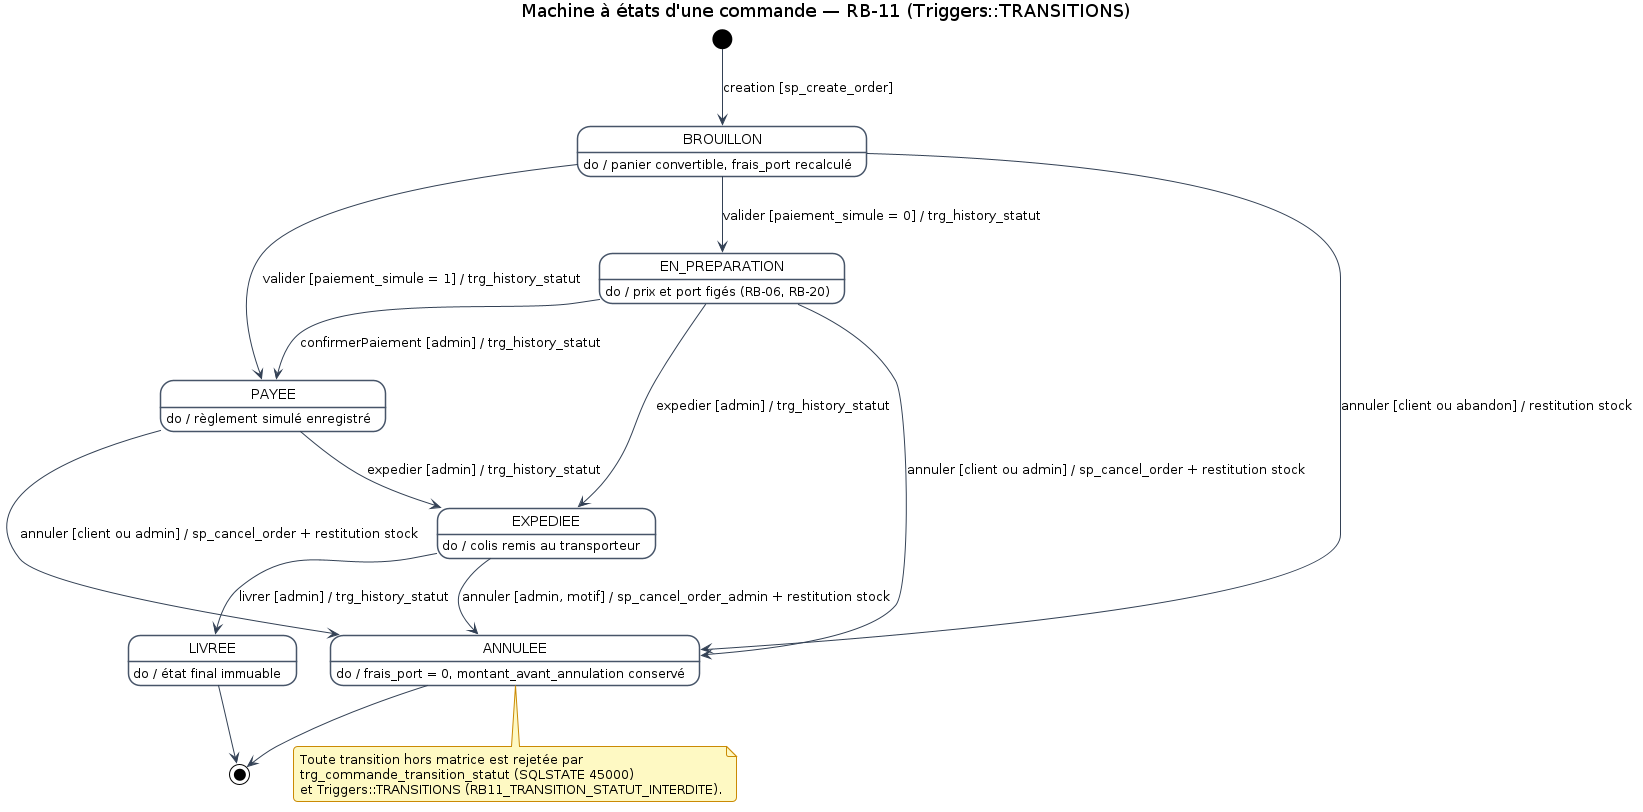 Machine à états d'une commande — RB-11 (Triggers::TRANSITIONS)
creation [sp_create_order]
BROUILLON
do / panier convertible, frais_port recalculé
valider [paiement_simule = 0] / trg_history_statut
EN_PREPARATION
do / prix et port figés (RB-06, RB-20)
valider [paiement_simule = 1] / trg_history_statut
confirmerPaiement [admin] / trg_history_statut
PAYEE
do / règlement simulé enregistré
expedier [admin] / trg_history_statut
annuler [client ou abandon] / restitution stock
expedier [admin] / trg_history_statut
annuler [client ou admin] / sp_cancel_order + restitution stock
EXPEDIEE
do / colis remis au transporteur
annuler [client ou admin] / sp_cancel_order + restitution stock
livrer [admin] / trg_history_statut
annuler [admin, motif] / sp_cancel_order_admin + restitution stock
LIVREE
do / état final immuable
ANNULEE
do / frais_port = 0, montant_avant_annulation conservé
Toute transition hors matrice est rejetée par
trg_commande_transition_statut (SQLSTATE 45000)
et Triggers::TRANSITIONS (RB11_TRANSITION_STATUT_INTERDITE).